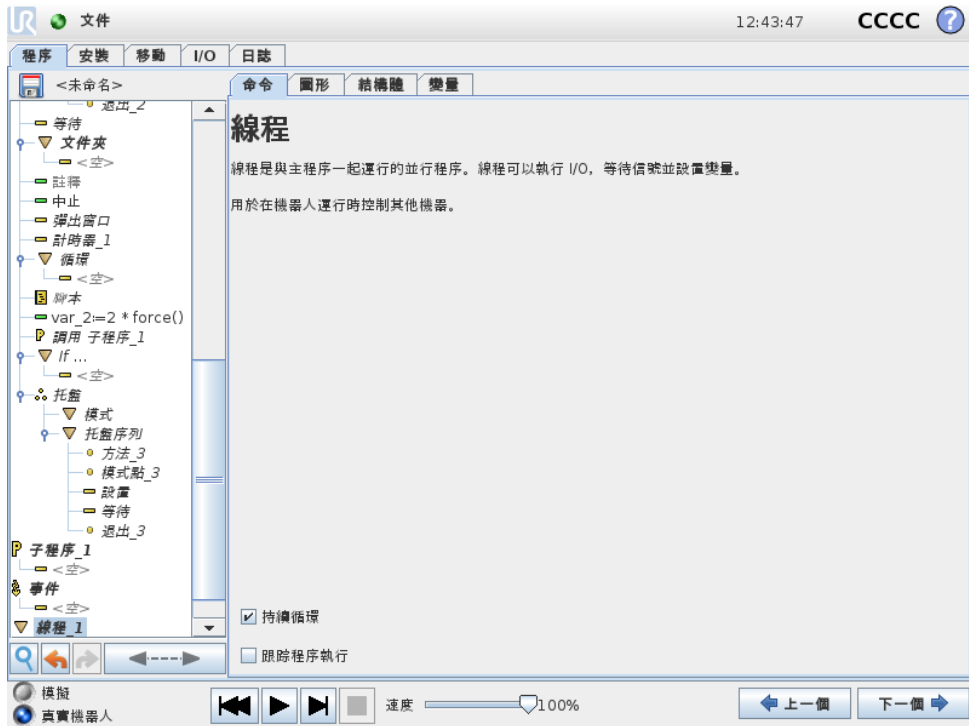 UR 文件 12:43:47 CCCC ?
程序 安裝 移動 I/O 日誌
<未命名>
命令 圖形 結構體 變量
退出_2
等待
文件夾
<空>
註釋
中止
彈出窗口
計時器_1
循環
<空>
腳本
var_2:=2 * force()
P 調用 子程序_1
If ...
<空>
托盤
模式
托盤序列
方法_3
模式點_3
設置
等待
退出_3
P 子程序_1
<空>
事件
<空>
線程_1
線程
線程是與主程序一起運行的並行程序。線程可以執行 I/O，等待信號並設置變量。
用於在機器人運行時控制其他機器。
持續循環
跟踪程序執行
模擬
真實機器人
速度 100%
上一個 下一個